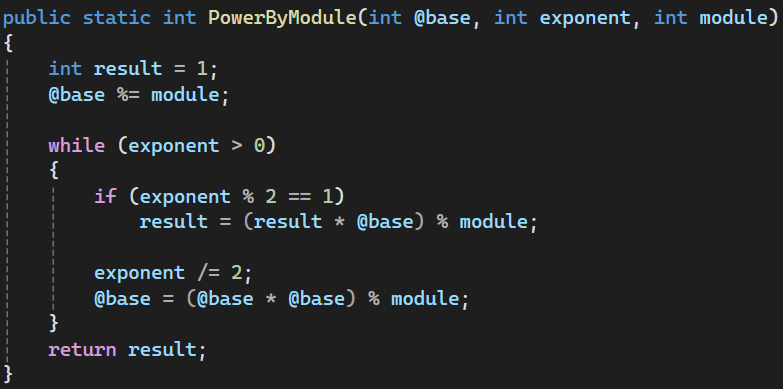 public static int PowerByModule(int @base, int exponent, int module)
{
    int result = 1;
    @base %= module;
    while (exponent > 0)
    {
        if (exponent % 2 == 1)
            result = (result * @base) % module;
        exponent /= 2;
        @base = (@base * @base) % module;
    }
    return result;
}